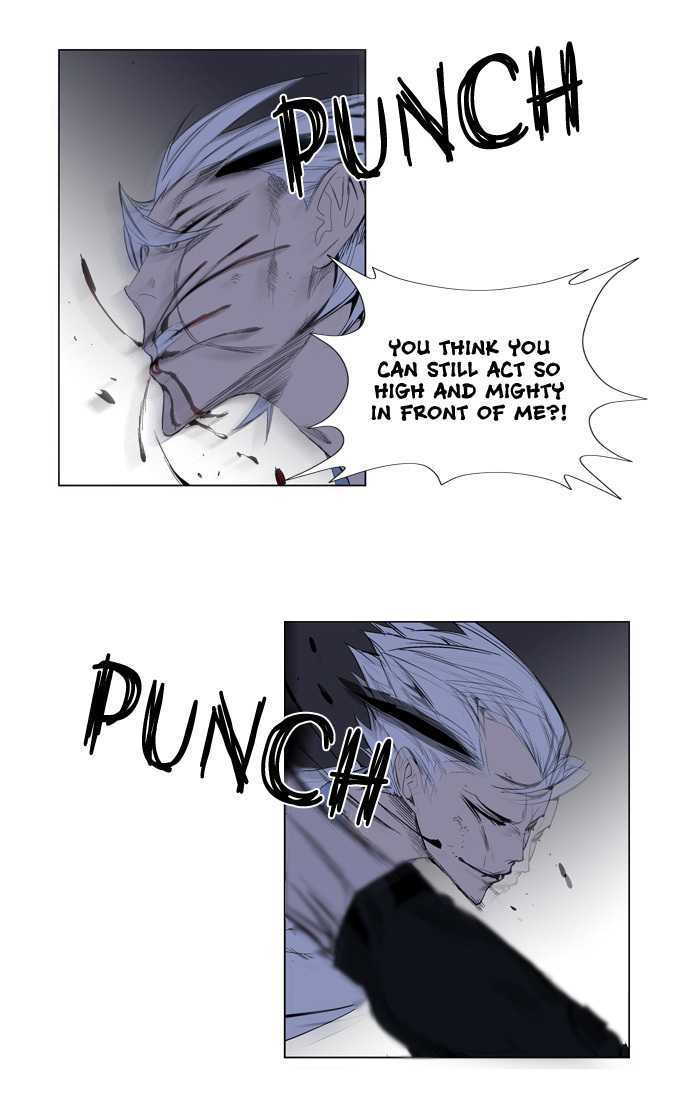 PUNCH
YOU THINK YOU
CAN STILL ACT SO
HIGH AND MIGHTY
IN FRONT OF ME?!
PUNCH